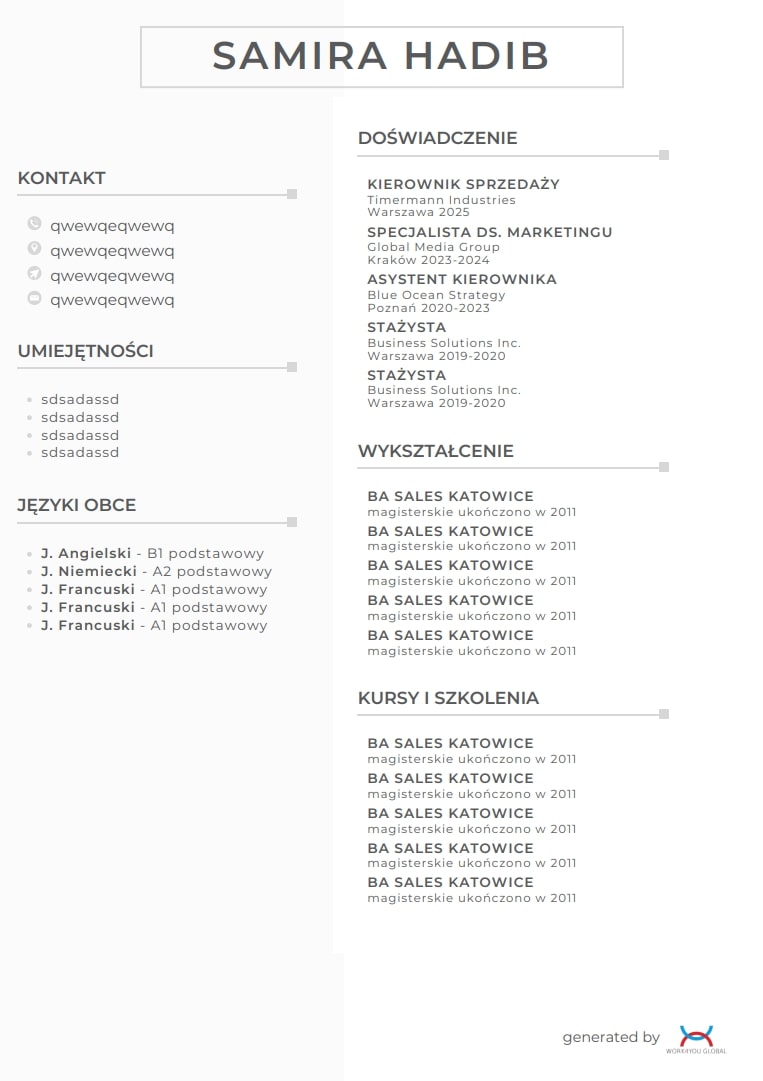 SAMIRA HADIB
KONTAKT
qwewqeqwewq
qwewqeqwewq
qwewqeqwewq
qwewqeqwewq
UMIEJĘTNOŚCI
sdsadassd
sdsadassd
sdsadassd
sdsadassd
JĘZYKI OBCE
J. Angielski - B1 podstawowy
J. Niemiecki - A2 podstawowy
J. Francuski - A1 podstawowy
J. Francuski - A1 podstawowy
J. Francuski - A1 podstawowy
DOŚWIADCZENIE
KIEROWNIK SPRZEDAŻY
Timermann Industries
Warszawa 2025
SPECJALISTA DS. MARKETINGU
Global Media Group
Kraków 2023-2024
ASYSTENT KIEROWNIKA
Blue Ocean Strategy
Poznań 2020-2023
STAŻYSTA
Business Solutions Inc.
Warszawa 2019-2020
STAŻYSTA
Business Solutions Inc.
Warszawa 2019-2020
WYKSZTAŁCENIE
BA SALES KATOWICE
magisterskie ukończono w 2011
BA SALES KATOWICE
magisterskie ukończono w 2011
BA SALES KATOWICE
magisterskie ukończono w 2011
BA SALES KATOWICE
magisterskie ukończono w 2011
BA SALES KATOWICE
magisterskie ukończono w 2011
KURSY I SZKOLENIA
BA SALES KATOWICE
magisterskie ukończono w 2011
BA SALES KATOWICE
magisterskie ukończono w 2011
BA SALES KATOWICE
magisterskie ukończono w 2011
BA SALES KATOWICE
magisterskie ukończono w 2011
BA SALES KATOWICE
magisterskie ukończono w 2011
generated by
WORK4YOU GLOBAL